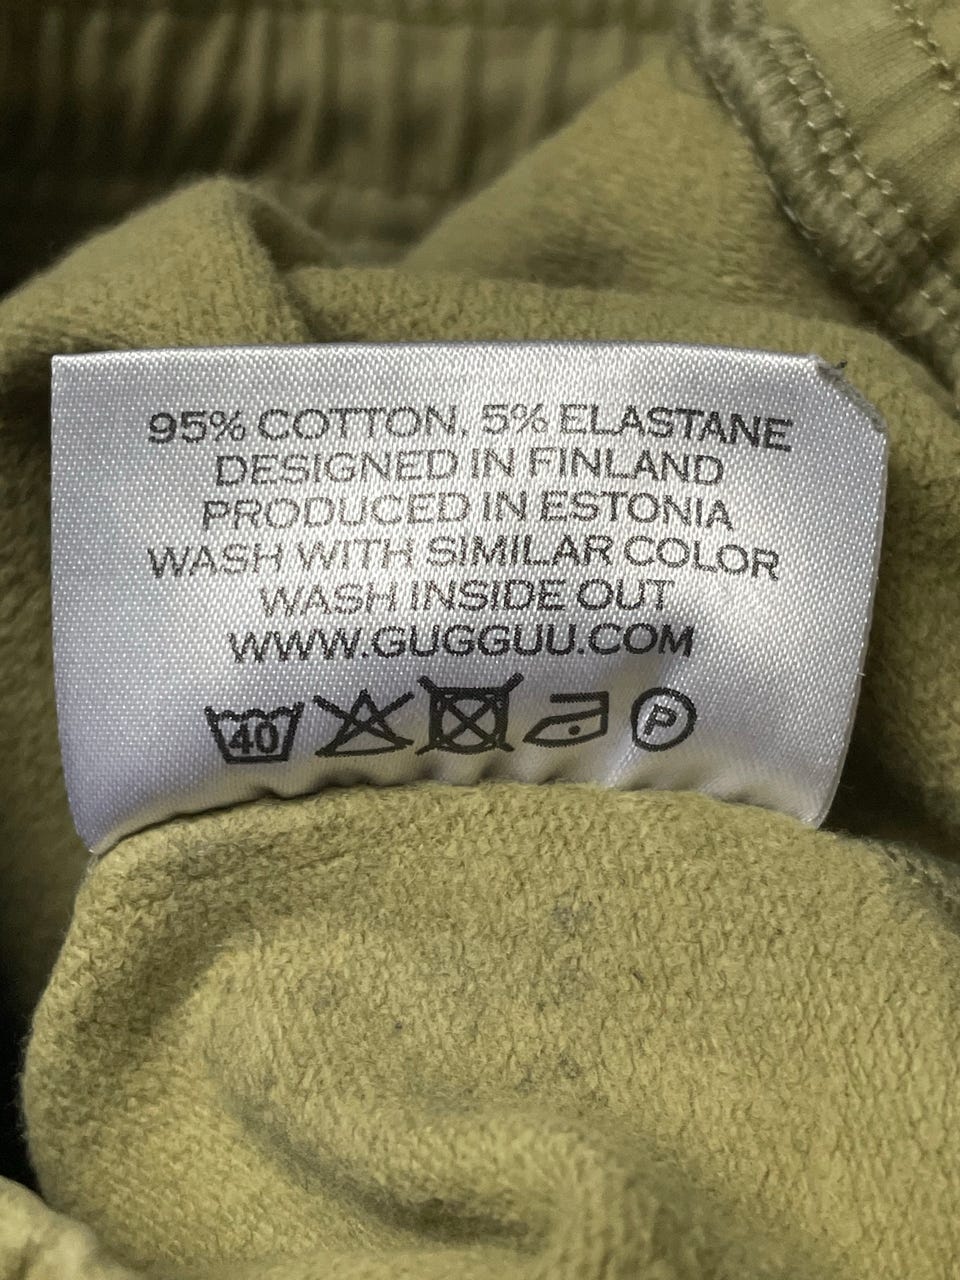 95% COTTON, 5% ELASTANE
DESIGNED IN FINLAND
PRODUCED IN ESTONIA
WASH WITH SIMILAR COLOR
WASH INSIDE OUT
WWW.GUGGUU.COM
40 P